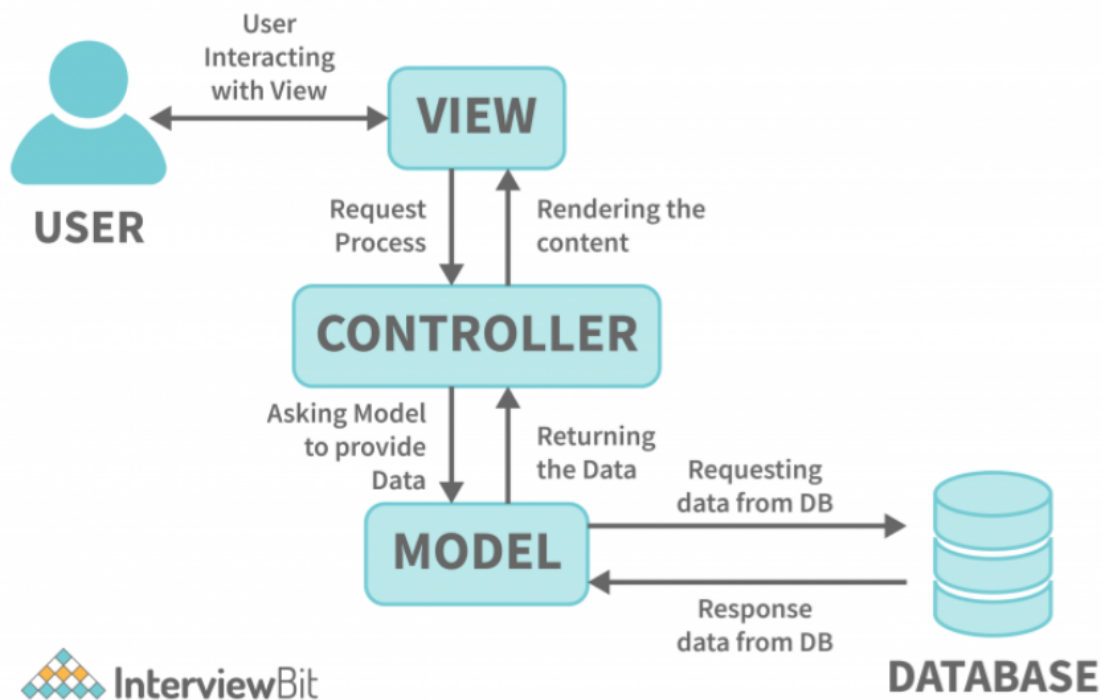 User
Interacting
with View
VIEW
USER
Request
Process
Rendering the
content
CONTROLLER
Asking Model
to provide
Data
Returning
the Data
Requesting
data from DB
MODEL
Response
data from DB
DATABASE
InterviewBit